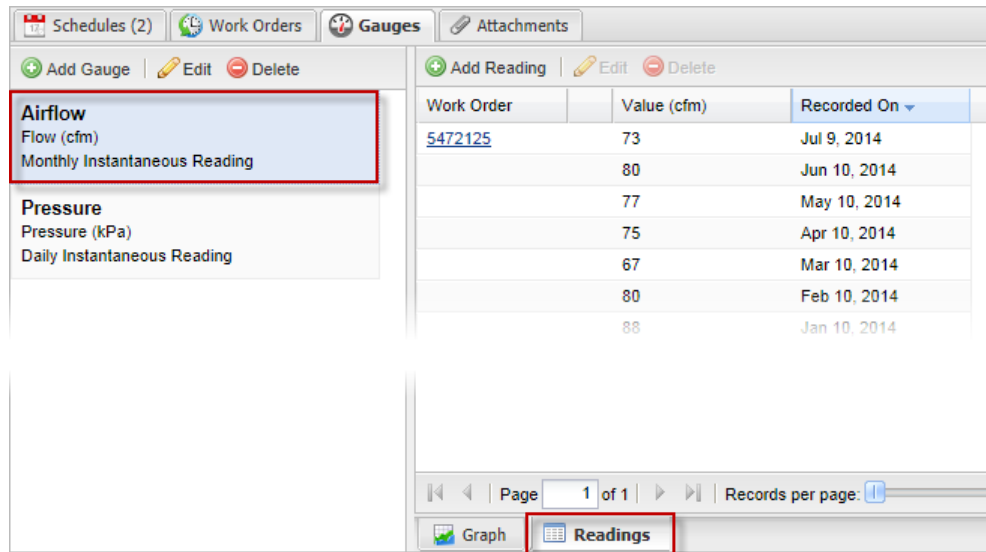 Schedules (2) Work Orders Gauges Attachments
Add Gauge Edit Delete
Airflow
Flow (cfm)
Monthly Instantaneous Reading
Pressure
Pressure (kPa)
Daily Instantaneous Reading
Add Reading Edit Delete
Work Order Value (cfm) Recorded On
5472125 73 Jul 9, 2014
80 Jun 10, 2014
77 May 10, 2014
75 Apr 10, 2014
67 Mar 10, 2014
80 Feb 10, 2014
88 Jan 10, 2014
Page 1 of 1 Records per page:
Graph Readings